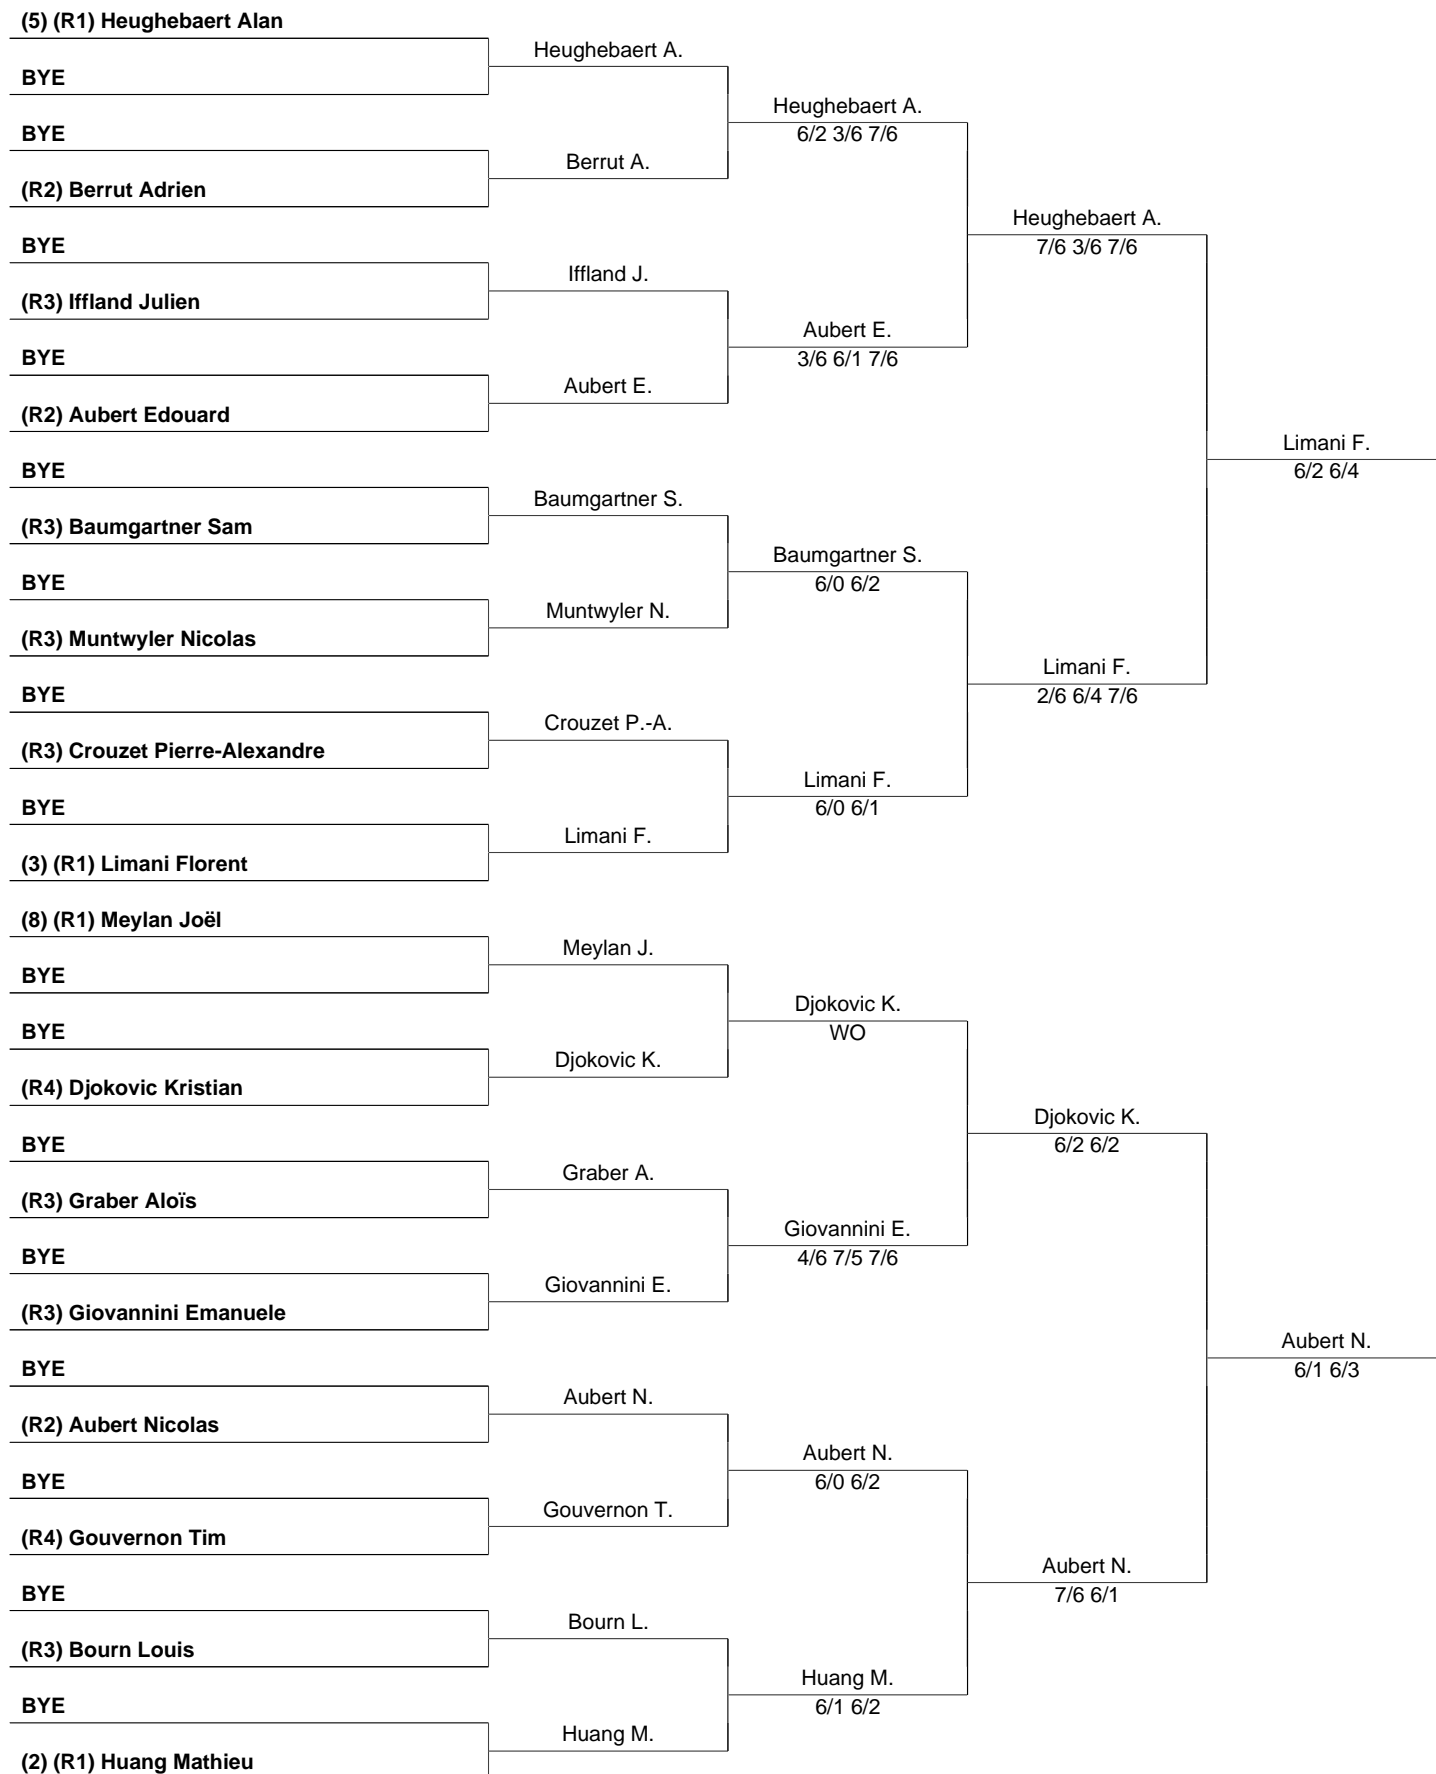 (5) (R1) Heughebaert Alan
Heughebaert A.
BYE
Heughebaert A.
6/2 3/6 7/6
BYE
Berrut A.
(R2) Berrut Adrien
Heughebaert A.
7/6 3/6 7/6
BYE
Iffland J.
(R3) Iffland Julien
Aubert E.
3/6 6/1 7/6
BYE
Aubert E.
(R2) Aubert Edouard
Limani F.
6/2 6/4
BYE
Baumgartner S.
(R3) Baumgartner Sam
Baumgartner S.
6/0 6/2
BYE
Muntwyler N.
(R3) Muntwyler Nicolas
Limani F.
2/6 6/4 7/6
BYE
Crouzet P.-A.
(R3) Crouzet Pierre-Alexandre
Limani F.
6/0 6/1
BYE
Limani F.
(3) (R1) Limani Florent
(8) (R1) Meylan Joël
Meylan J.
BYE
Djokovic K.
WO
BYE
Djokovic K.
(R4) Djokovic Kristian
Djokovic K.
6/2 6/2
BYE
Graber A.
(R3) Graber Aloïs
Giovannini E.
4/6 7/5 7/6
BYE
Giovannini E.
(R3) Giovannini Emanuele
Aubert N.
6/1 6/3
BYE
Aubert N.
(R2) Aubert Nicolas
Aubert N.
6/0 6/2
BYE
Gouvernon T.
(R4) Gouvernon Tim
Aubert N.
7/6 6/1
BYE
Bourn L.
(R3) Bourn Louis
Huang M.
6/1 6/2
BYE
Huang M.
(2) (R1) Huang Mathieu